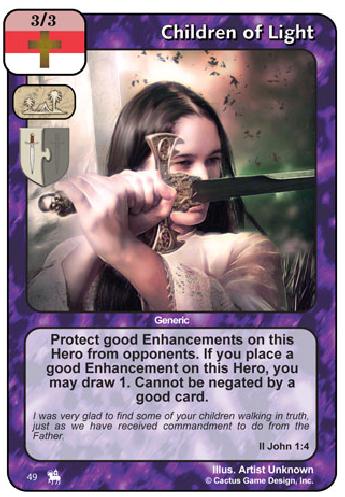 3/3
Children of Light
Generic
Protect good Enhancements on this
Hero from opponents. If you place a
good Enhancement on this Hero, you
may draw 1. Cannot be negated by a
good card.
I was very glad to find some of your children walking in truth,
just as we have received commandment to do from the
Father.
II John 1:4
49
Illus. Artist Unknown
© Cactus Game Design, Inc.